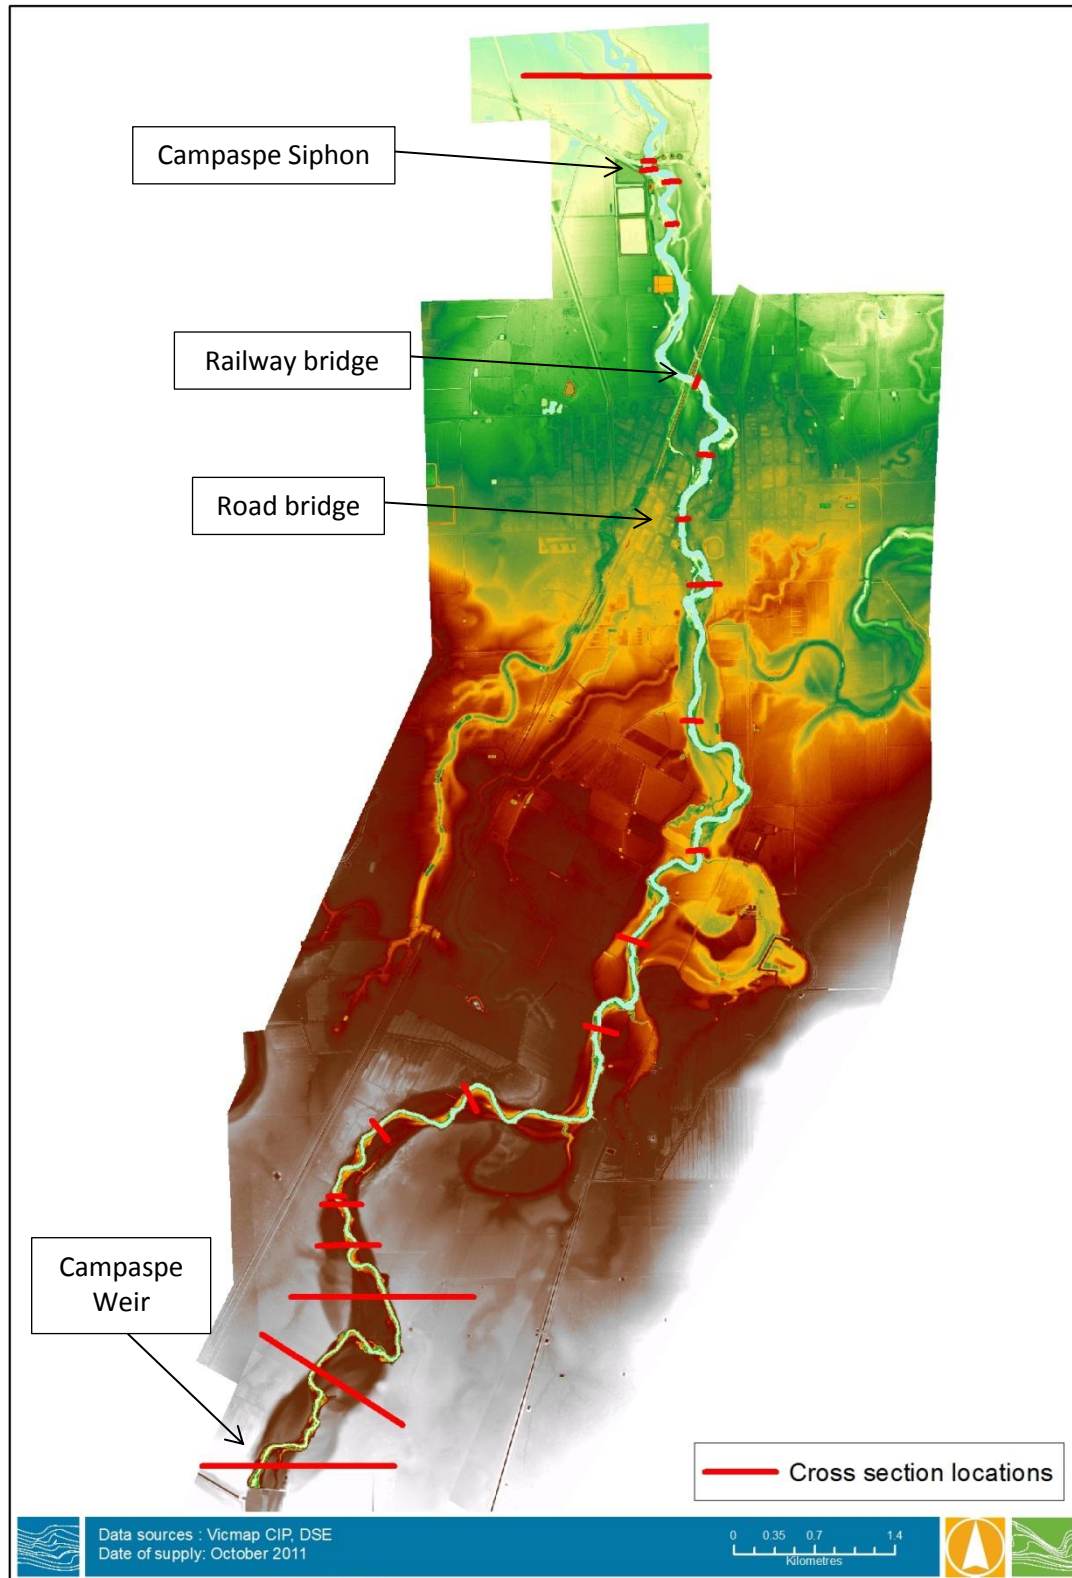 Campaspe Siphon
Railway bridge
Road bridge
Campaspe
Weir
Cross section locations
Data sources : Vicmap CIP, DSE
Date of supply: October 2011
0 0.35 0.7 1.4
Kilometres